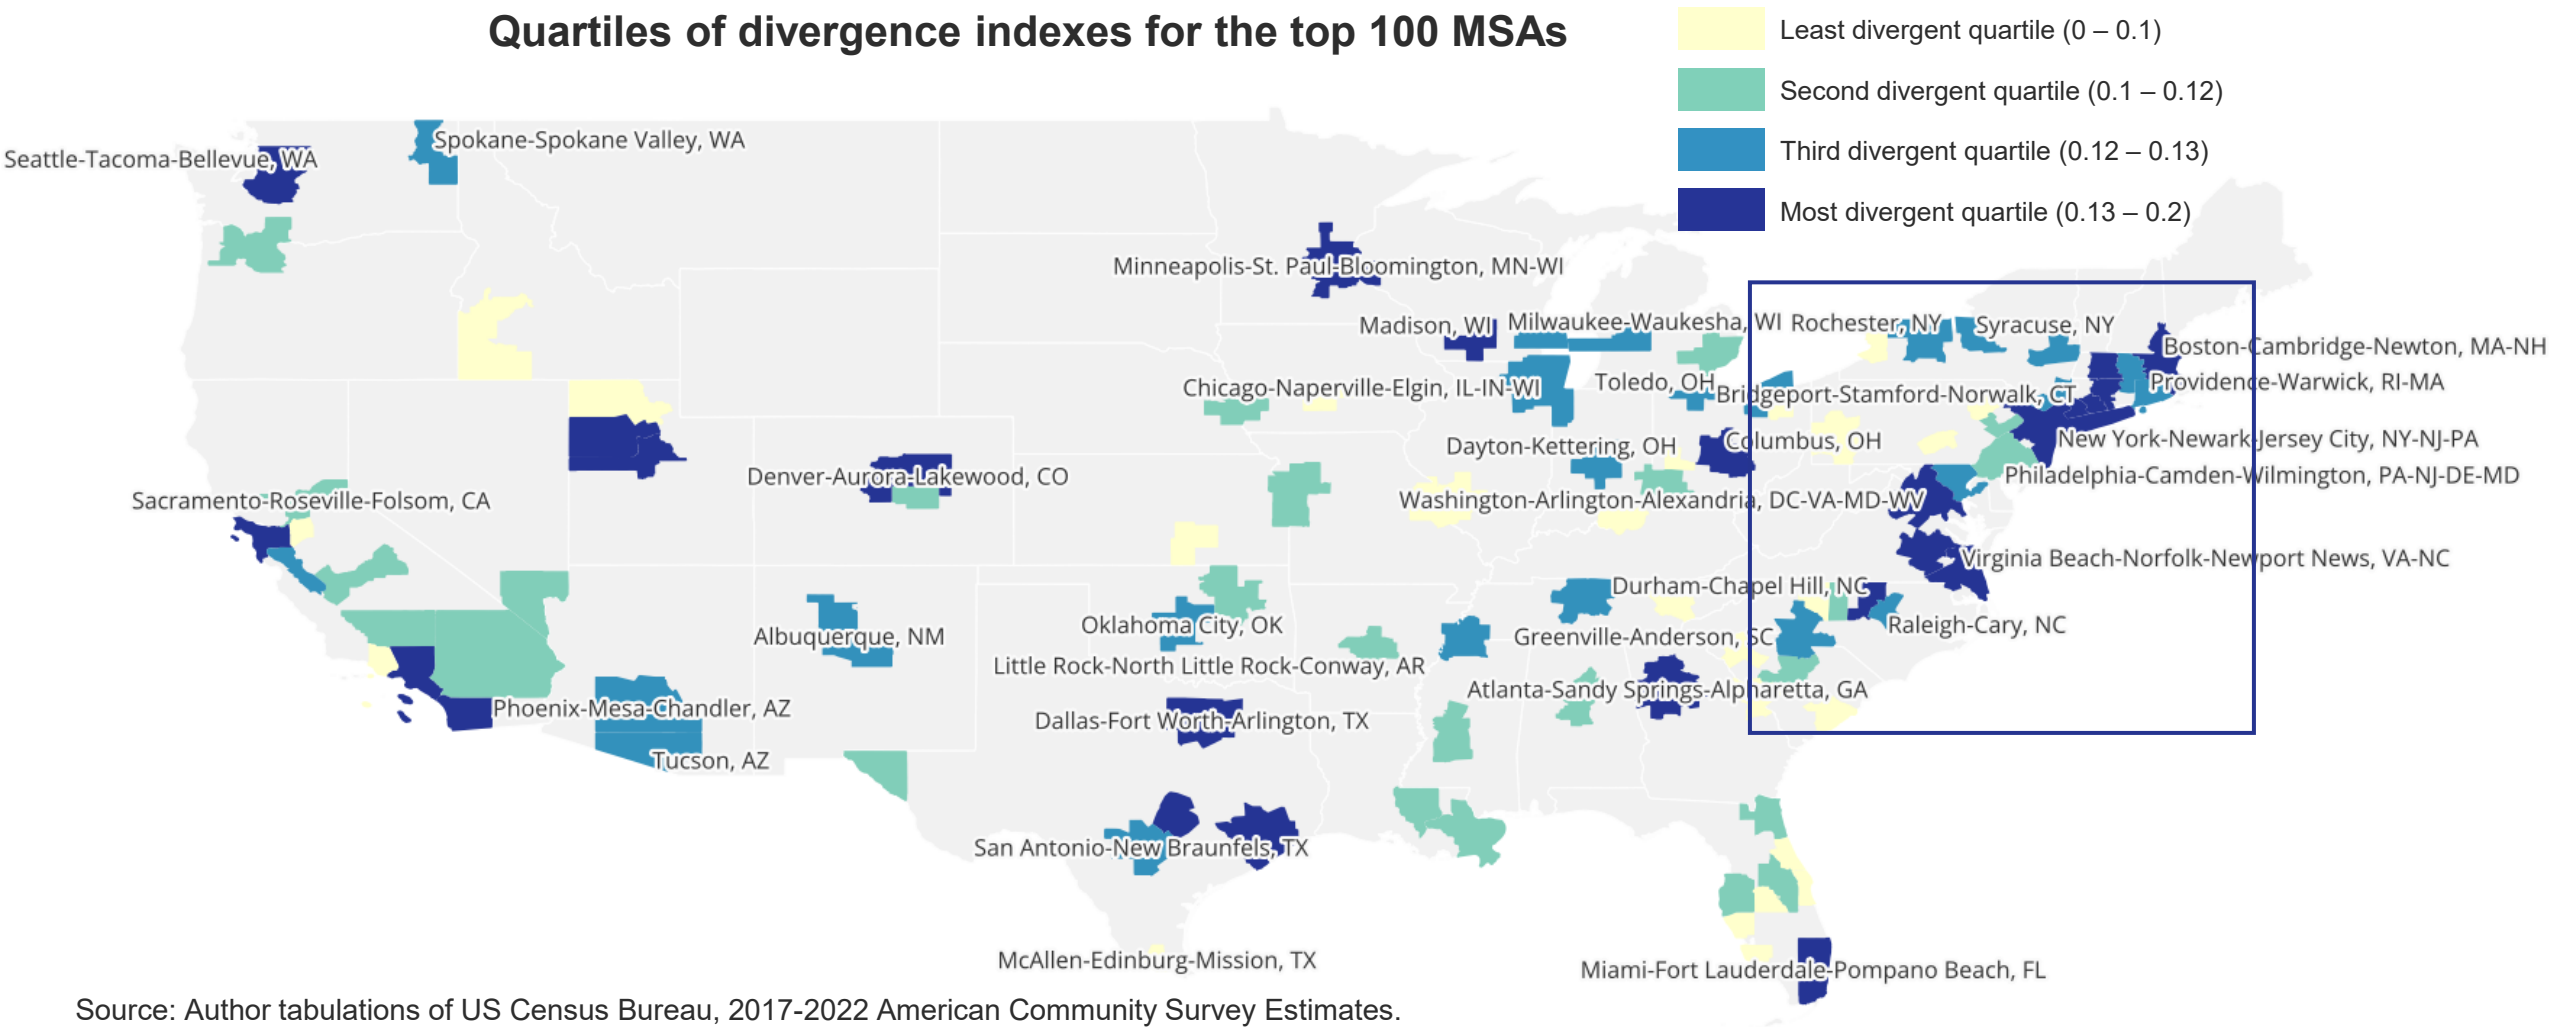 Quartiles of divergence indexes for the top 100 MSAs
Least divergent quartile (0 – 0.1)
Second divergent quartile (0.1 – 0.12)
Third divergent quartile (0.12 – 0.13)
Most divergent quartile (0.13 – 0.2)
Spokane-Spokane Valley, WA
Seattle-Tacoma-Bellevue, WA
Minneapolis-St. Paul-Bloomington, MN-WI
Madison, WI
Milwaukee-Waukesha, WI
Rochester, NY
Syracuse, NY
Boston-Cambridge-Newton, MA-NH
Chicago-Naperville-Elgin, IL-IN-WI
Toledo, OH
Bridgeport-Stamford-Norwalk, CT
Providence-Warwick, RI-MA
Dayton-Kettering, OH
Columbus, OH
New York-Newark-Jersey City, NY-NJ-PA
Denver-Aurora-Lakewood, CO
Philadelphia-Camden-Wilmington, PA-NJ-DE-MD
Sacramento-Roseville-Folsom, CA
Washington-Arlington-Alexandria, DC-VA-MD-WV
Virginia Beach-Norfolk-Newport News, VA-NC
Durham-Chapel Hill, NC
Oklahoma City, OK
Raleigh-Cary, NC
Albuquerque, NM
Greenville-Anderson, SC
Little Rock-North Little Rock-Conway, AR
Atlanta-Sandy Springs-Alpharetta, GA
Phoenix-Mesa-Chandler, AZ
Dallas-Fort Worth-Arlington, TX
Tucson, AZ
San Antonio-New Braunfels, TX
McAllen-Edinburg-Mission, TX
Miami-Fort Lauderdale-Pompano Beach, FL
Source: Author tabulations of US Census Bureau, 2017-2022 American Community Survey Estimates.